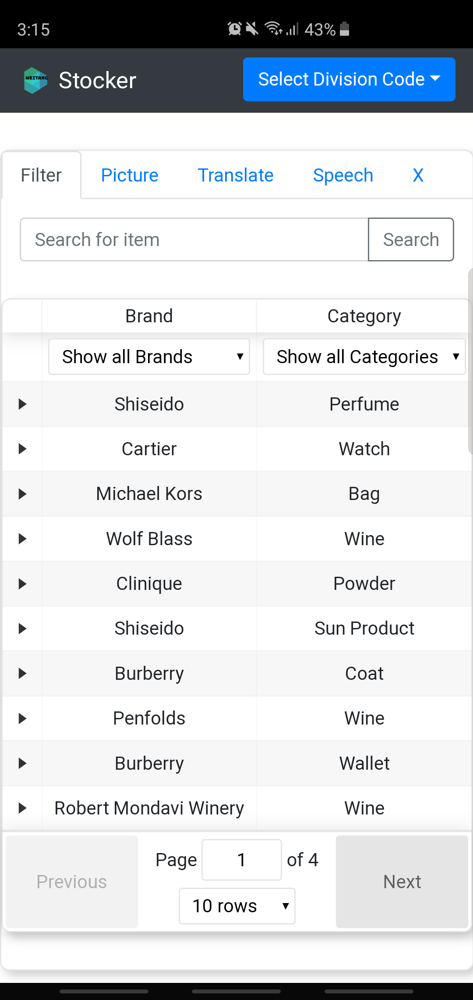 3:15 43%
WEITANG Stocker Select Division Code
Filter Picture Translate Speech X
Search for item Search
Brand Category
Show all Brands Show all Categories
Shiseido Perfume
Cartier Watch
Michael Kors Bag
Wolf Blass Wine
Clinique Powder
Shiseido Sun Product
Burberry Coat
Penfolds Wine
Burberry Wallet
Robert Mondavi Winery Wine
Page 1 of 4
Previous Next
10 rows